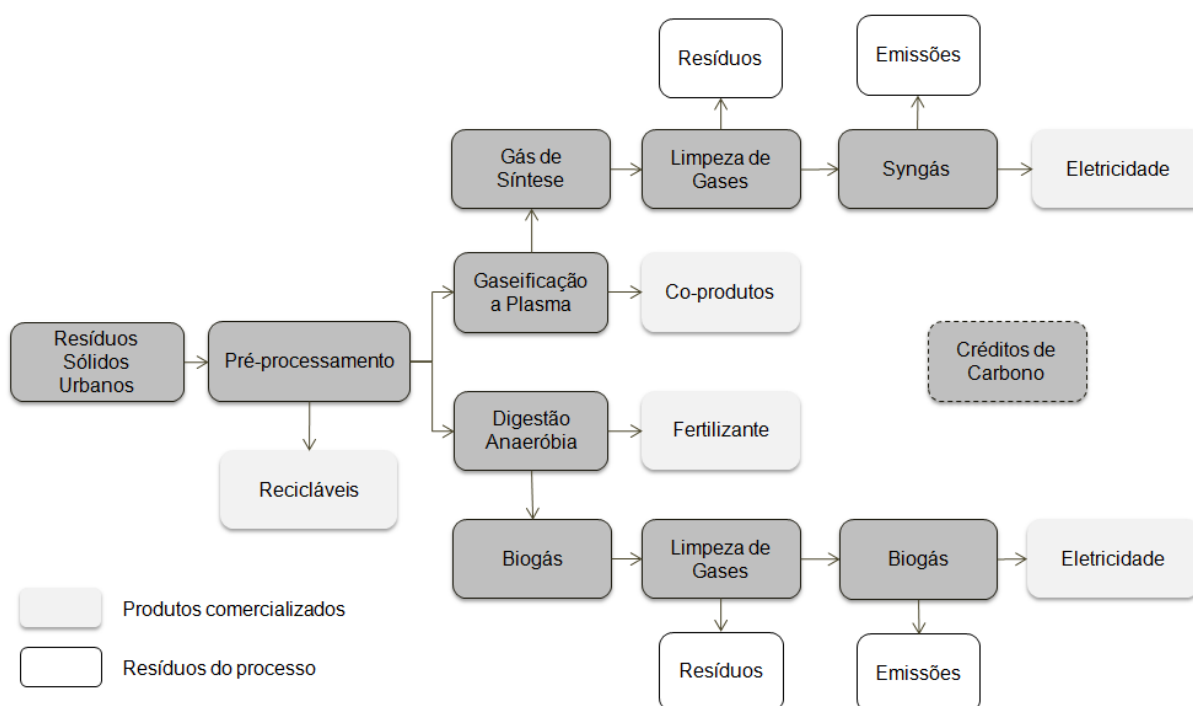 Resíduos
Emissões
Gás de
Síntese
Limpeza de
Gases
Syngás
Eletricidade
Gaseificação
a Plasma
Co-produtos
Resíduos
Sólidos
Urbanos
Pré-processamento
Créditos de
Carbono
Digestão
Anaeróbia
Fertilizante
Recicláveis
Biogás
Limpeza de
Gases
Biogás
Eletricidade
Produtos comercializados
Resíduos do processo
Resíduos
Emissões